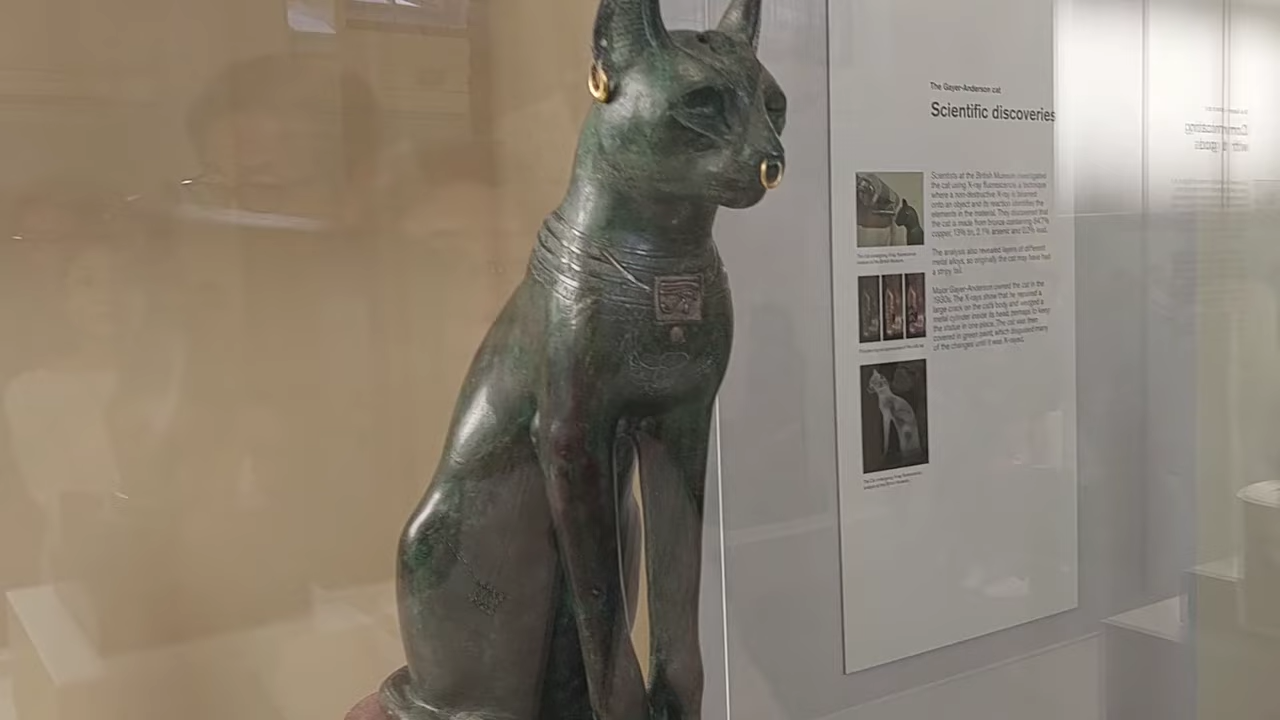 The Gayer-Anderson cat
Scientific discoveries
Scientists at the British Museum investigated
the cat using X-ray fluorescence, a technique
where a non-destructive X-ray is beamed
onto an object and its reaction identifies the
elements in the material. They discovered that
the cat is made from bronze containing 84.7%
copper, 13% tin, 2.1% arsenic and 0.2% lead.
The analysis also revealed layers of different
metal alloys, so originally the cat may have had
a stripy tail.
Major Gayer-Anderson owned the cat in the
1930s. The X-rays show that he repaired a
large crack on the cat's body and wedged a
metal cylinder inside its head, perhaps to keep
the statue in one piece. The cat was then
covered in green paint, which disguised many
of the changes until it was X-rayed.